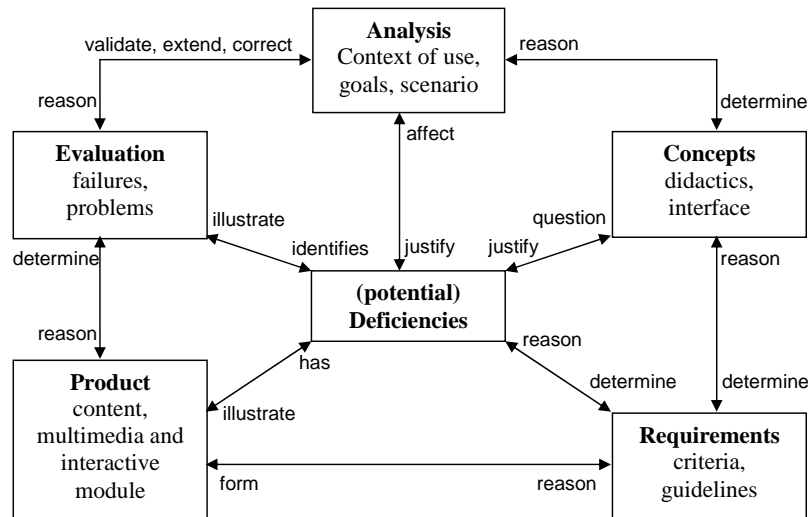 Analysis
Context of use,
goals, scenario
validate, extend, correct
reason
reason
determine
affect
Evaluation
failures,
problems
Concepts
didactics,
interface
illustrate
question
determine
identifies
justify
justify
reason
(potential)
Deficiencies
reason
has
reason
Product
content,
multimedia and
interactive
module
illustrate
determine
determine
Requirements
criteria,
guidelines
form
reason